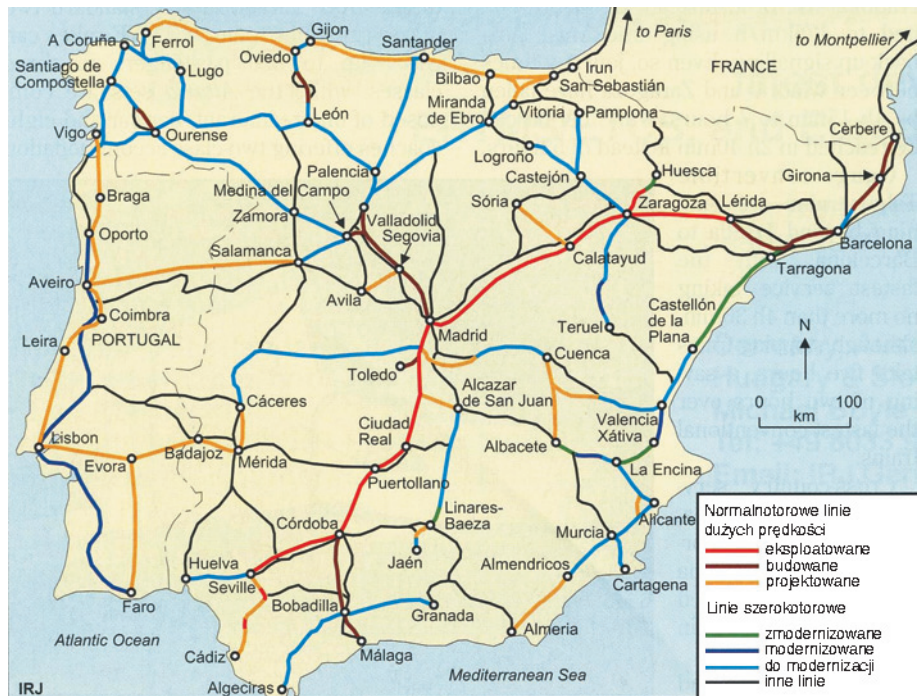 to Paris
to Montpellier
A Coruña
Ferrol
Gijon
Oviedo
Santander
Santiago de
Compostella
Lugo
Bilbao
Irun
San Sebastián
FRANCE
León
Miranda
de Ebro
Vitoria
Pamplona
Cèrbere
Vigo
Ourense
Logroño
Palencia
Castejón
Huesca
Girona
Medina del Campo
Zamora
Valladolid
Segovia
Sória
Zaragoza
Lérida
Braga
Oporto
Salamanca
Calatayud
Barcelona
Tarragona
Aveiro
Avila
Coimbra
Madrid
Teruel
Castellón
de la
Plana
N
PORTUGAL
Leira
Toledo
Cuenca
0
100
km
Cáceres
Alcazar
de San Juan
Valencia
Xátiva
Ciudad
Real
Albacete
Lisbon
Evora
Badajoz
Mérida
La Encina
Puertollano
Linares-
Baeza
Alicante
Córdoba
Murcia
Jaén
Almendricos
Huelva
Seville
Cartagena
Faro
Bobadilla
Granada
Almeria
Cádiz
Málaga
Algeciras
Atlantic Ocean
Mediterranean Sea
IRJ
Normalnotorowe linie
dużych prędkości
eksploatowane
budowane
projektowane
Linie szerokotorowe
zmodernizowane
modernizowane
do modernizacji
inne linie